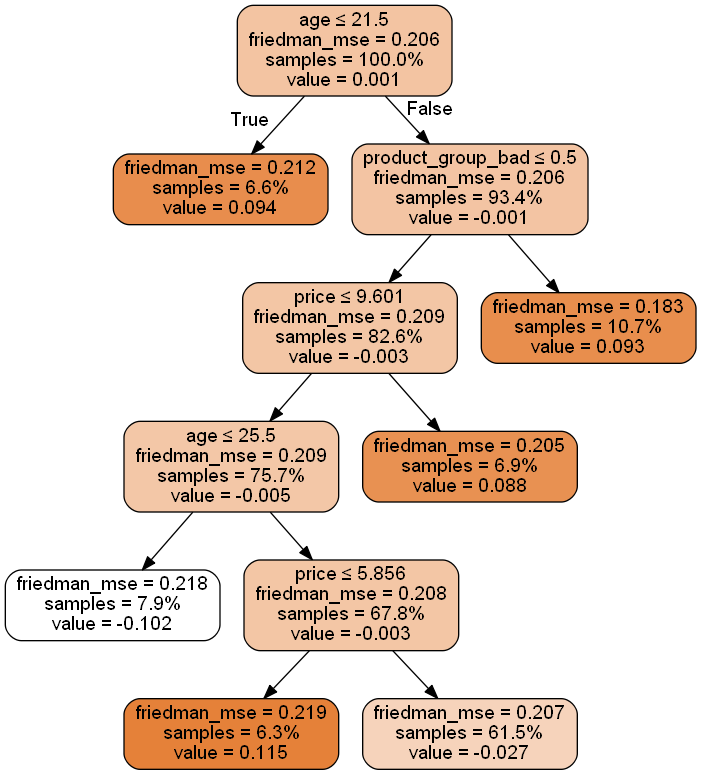 age ≤ 21.5
friedman_mse = 0.206
samples = 100.0%
value = 0.001
True
False
friedman_mse = 0.212
samples = 6.6%
value = 0.094
product_group_bad ≤ 0.5
friedman_mse = 0.206
samples = 93.4%
value = -0.001
price ≤ 9.601
friedman_mse = 0.209
samples = 82.6%
value = -0.003
friedman_mse = 0.183
samples = 10.7%
value = 0.093
age ≤ 25.5
friedman_mse = 0.209
samples = 75.7%
value = -0.005
friedman_mse = 0.205
samples = 6.9%
value = 0.088
friedman_mse = 0.218
samples = 7.9%
value = -0.102
price ≤ 5.856
friedman_mse = 0.208
samples = 67.8%
value = -0.003
friedman_mse = 0.219
samples = 6.3%
value = 0.115
friedman_mse = 0.207
samples = 61.5%
value = -0.027